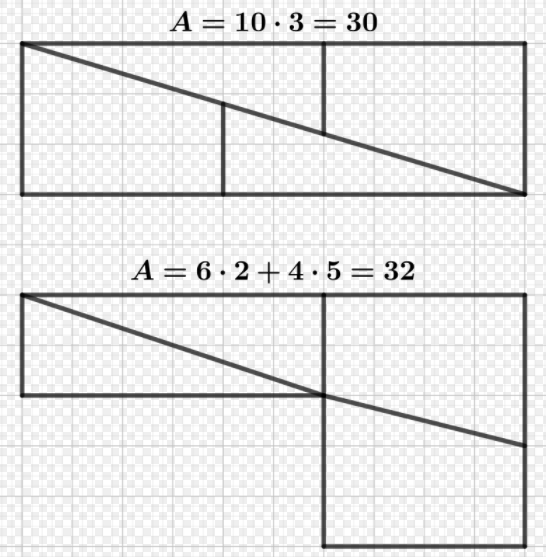 A = 10 · 3 = 30
A = 6 · 2 + 4 · 5 = 32